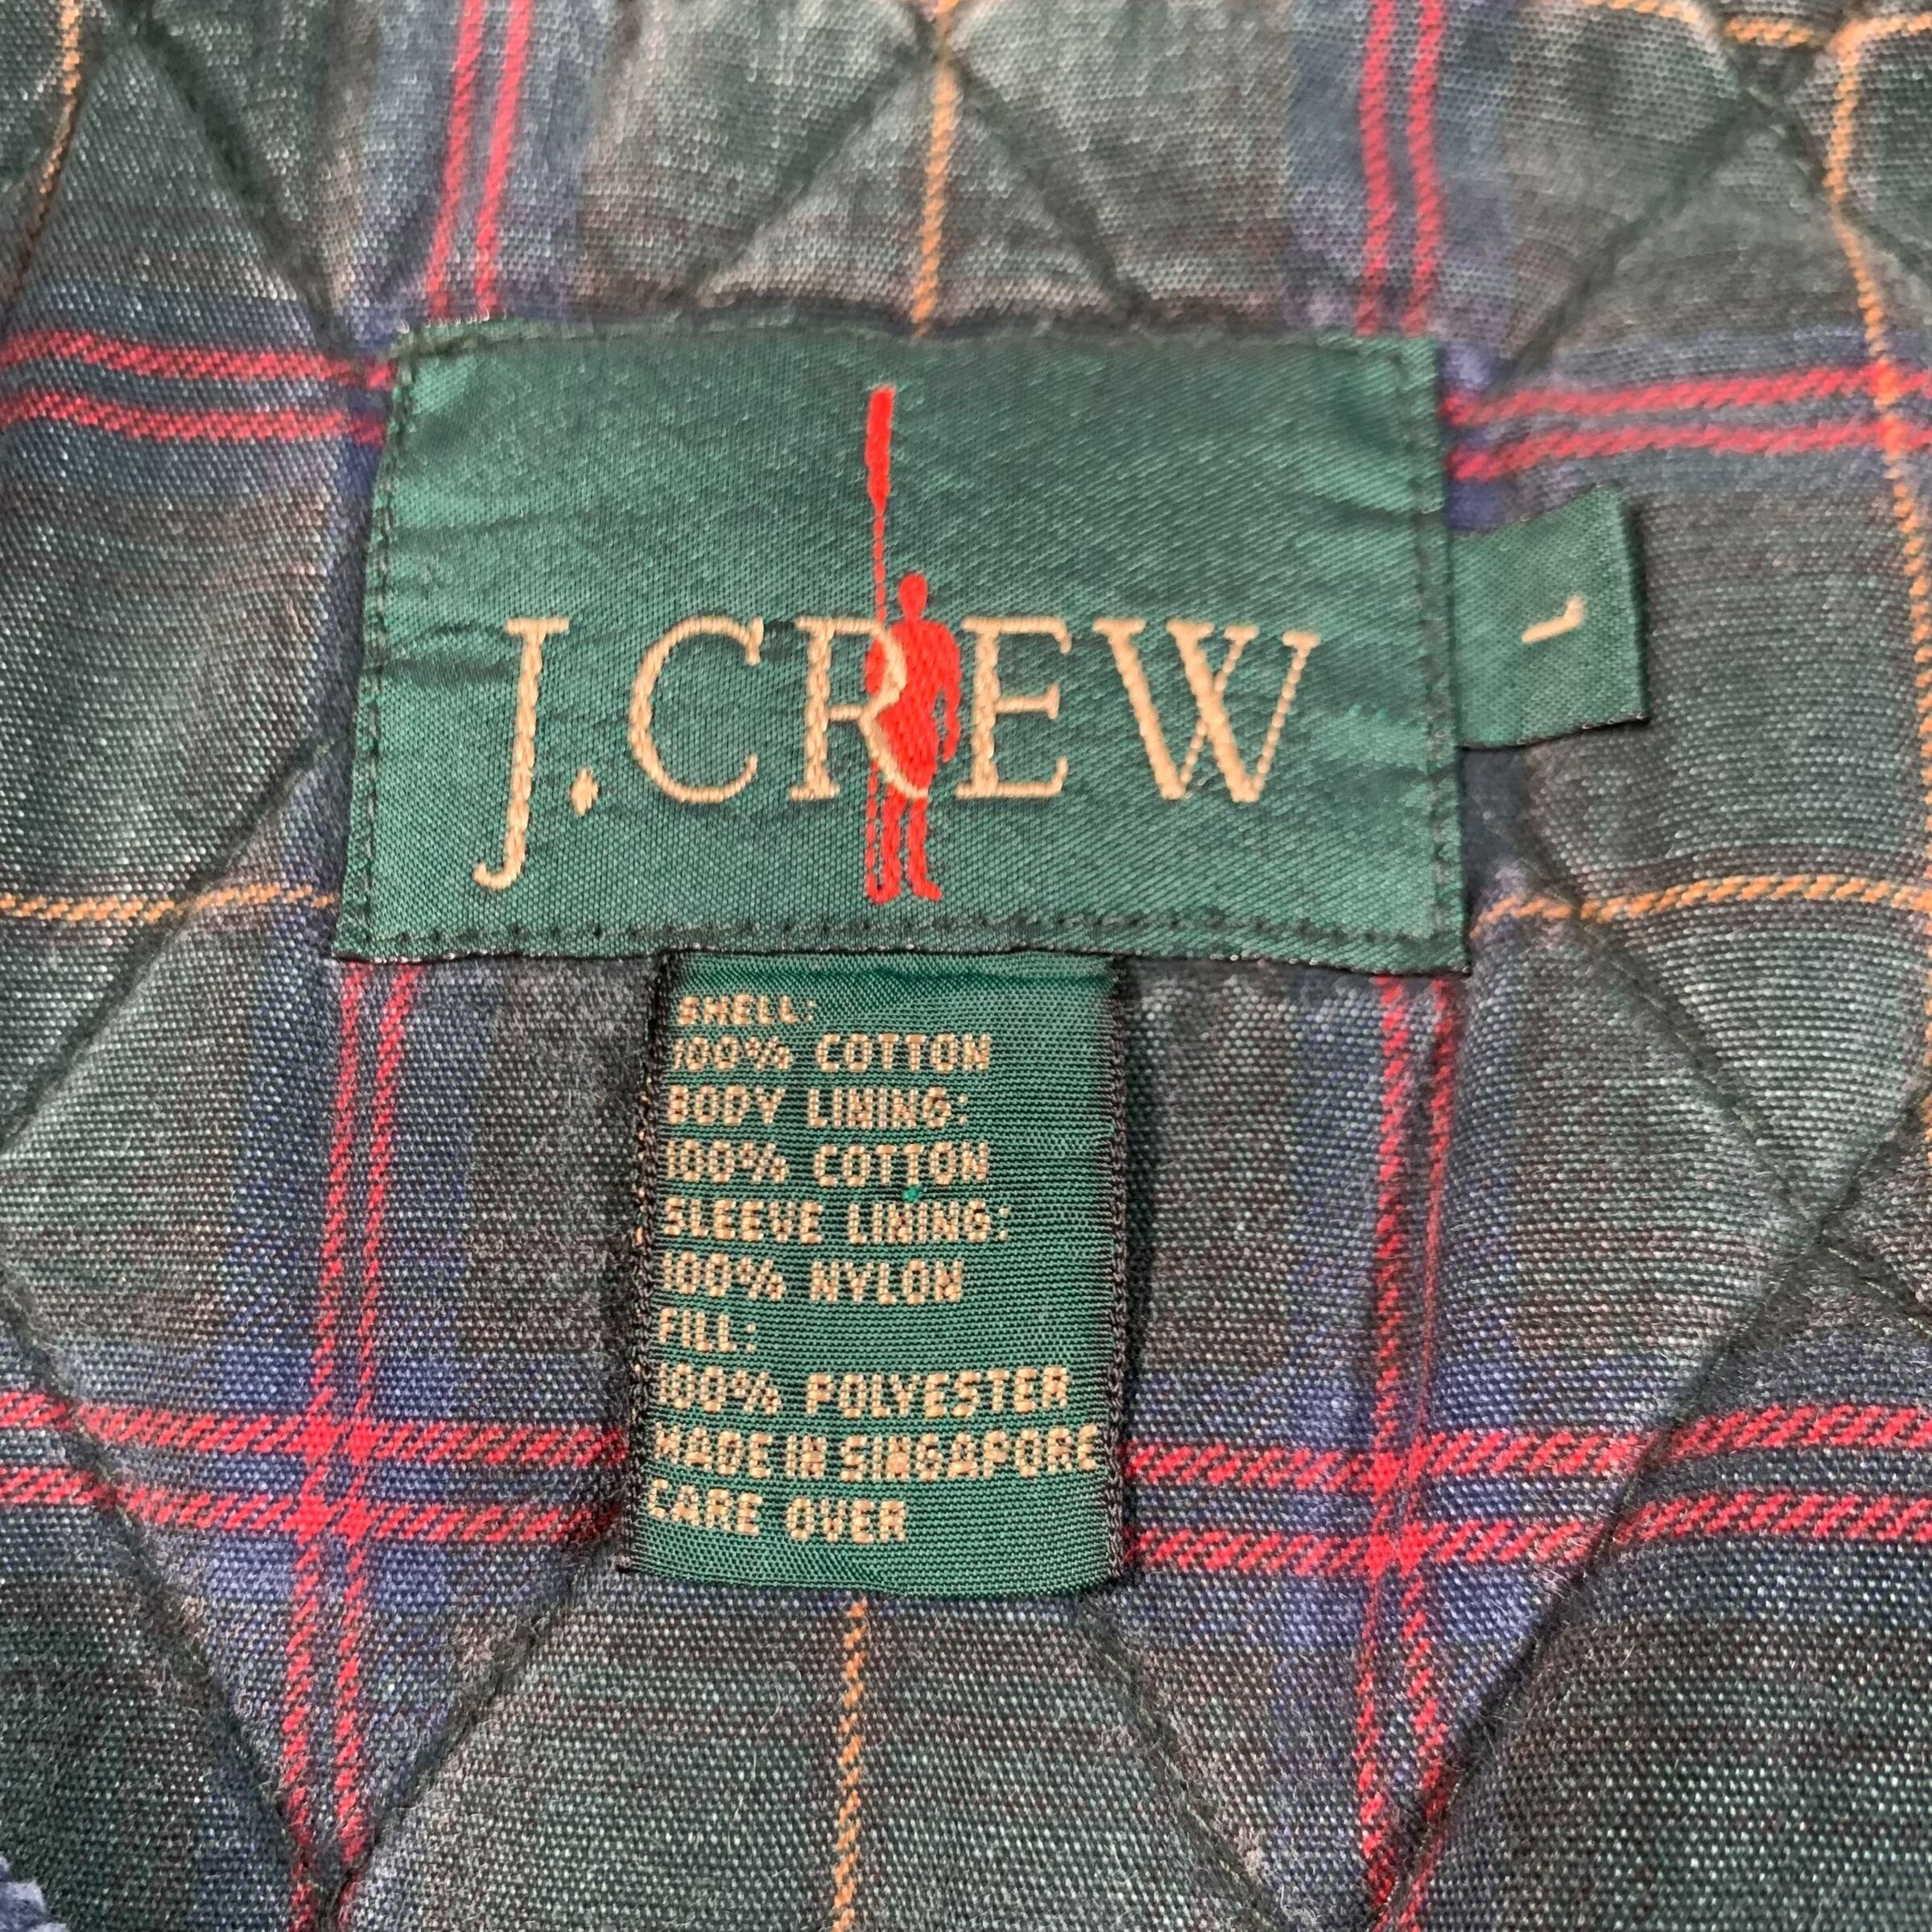 J.CREW
L
SHELL:
100% COTTON
BODY LINING:
100% COTTON
SLEEVE LINING:
100% NYLON
FILL:
100% POLYESTER
MADE IN SINGAPORE
CARE OVER